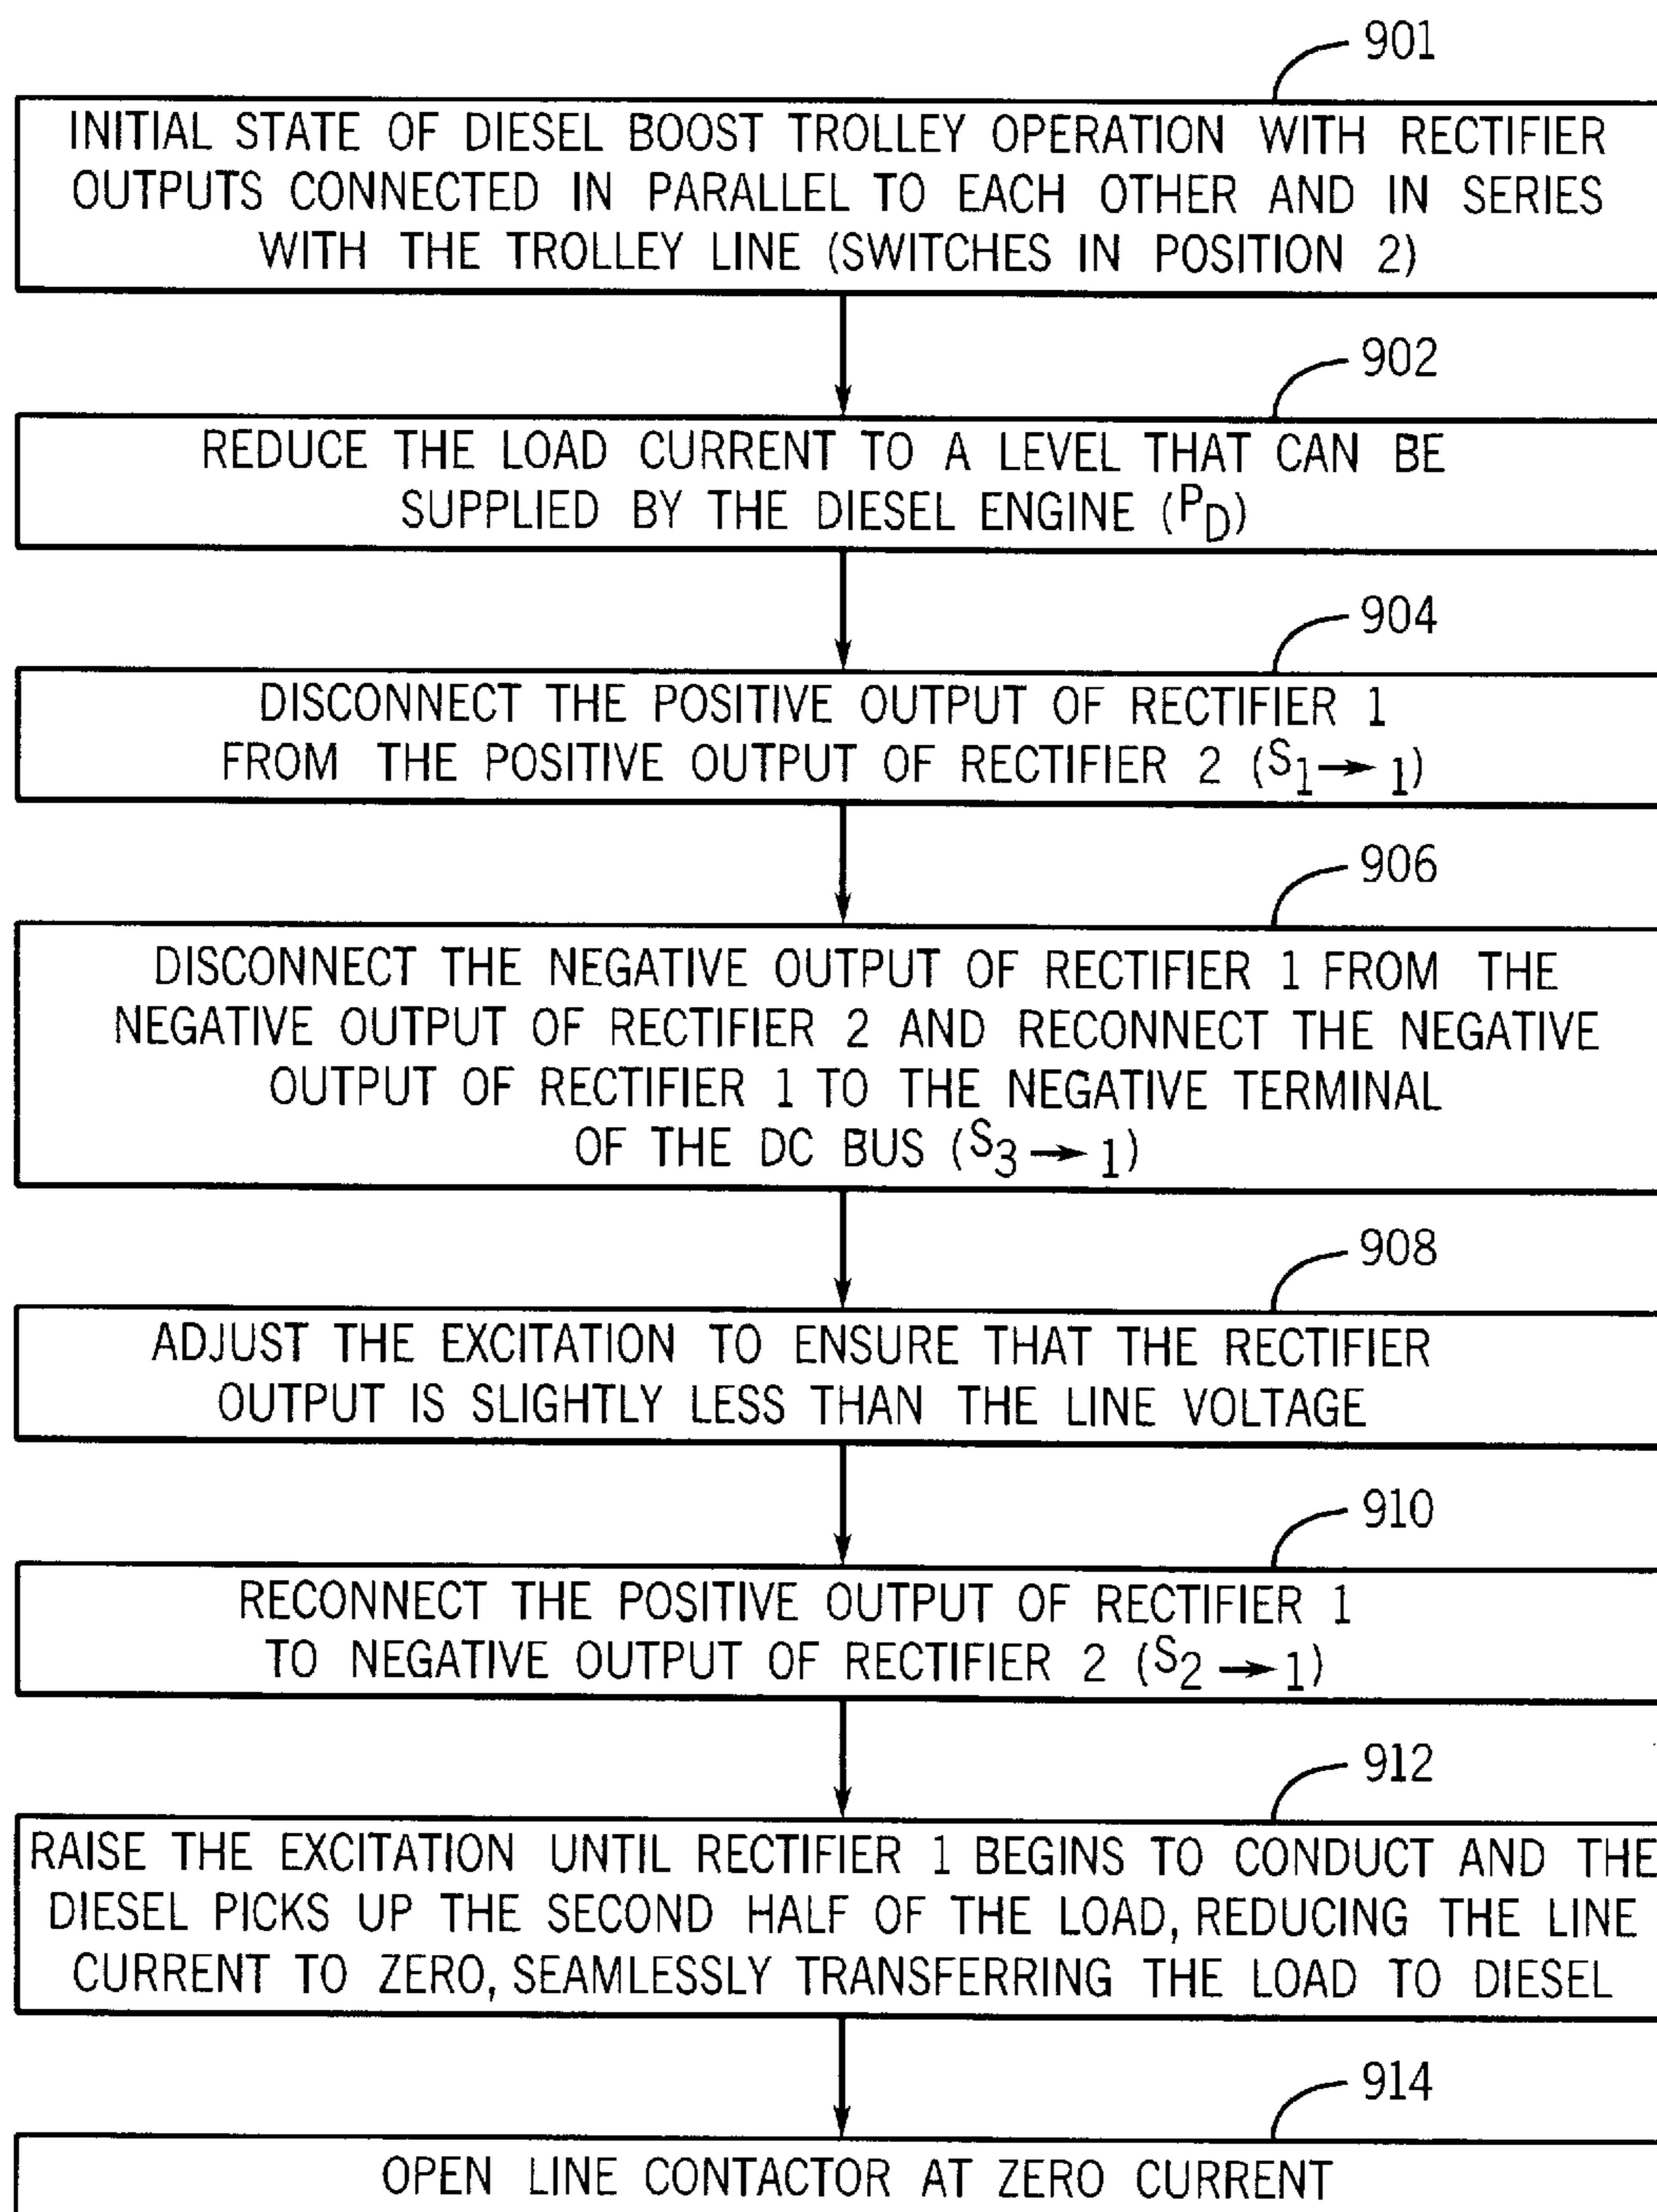 901
INITIAL STATE OF DIESEL BOOST TROLLEY OPERATION WITH RECTIFIER
OUTPUTS CONNECTED IN PARALLEL TO EACH OTHER AND IN SERIES
WITH THE TROLLEY LINE (SWITCHES IN POSITION 2)
902
REDUCE THE LOAD CURRENT TO A LEVEL THAT CAN BE
SUPPLIED BY THE DIESEL ENGINE (PD)
904
DISCONNECT THE POSITIVE OUTPUT OF RECTIFIER 1
FROM THE POSITIVE OUTPUT OF RECTIFIER 2 (S1→ 1)
906
DISCONNECT THE NEGATIVE OUTPUT OF RECTIFIER 1 FROM THE
NEGATIVE OUTPUT OF RECTIFIER 2 AND RECONNECT THE NEGATIVE
OUTPUT OF RECTIFIER 1 TO THE NEGATIVE TERMINAL
OF THE DC BUS (S3 → 1)
908
ADJUST THE EXCITATION TO ENSURE THAT THE RECTIFIER
OUTPUT IS SLIGHTLY LESS THAN THE LINE VOLTAGE
910
RECONNECT THE POSITIVE OUTPUT OF RECTIFIER 1
TO NEGATIVE OUTPUT OF RECTIFIER 2 (S2 → 1)
912
RAISE THE EXCITATION UNTIL RECTIFIER 1 BEGINS TO CONDUCT AND THE
DIESEL PICKS UP THE SECOND HALF OF THE LOAD, REDUCING THE LINE
CURRENT TO ZERO, SEAMLESSLY TRANSFERRING THE LOAD TO DIESEL
914
OPEN LINE CONTACTOR AT ZERO CURRENT